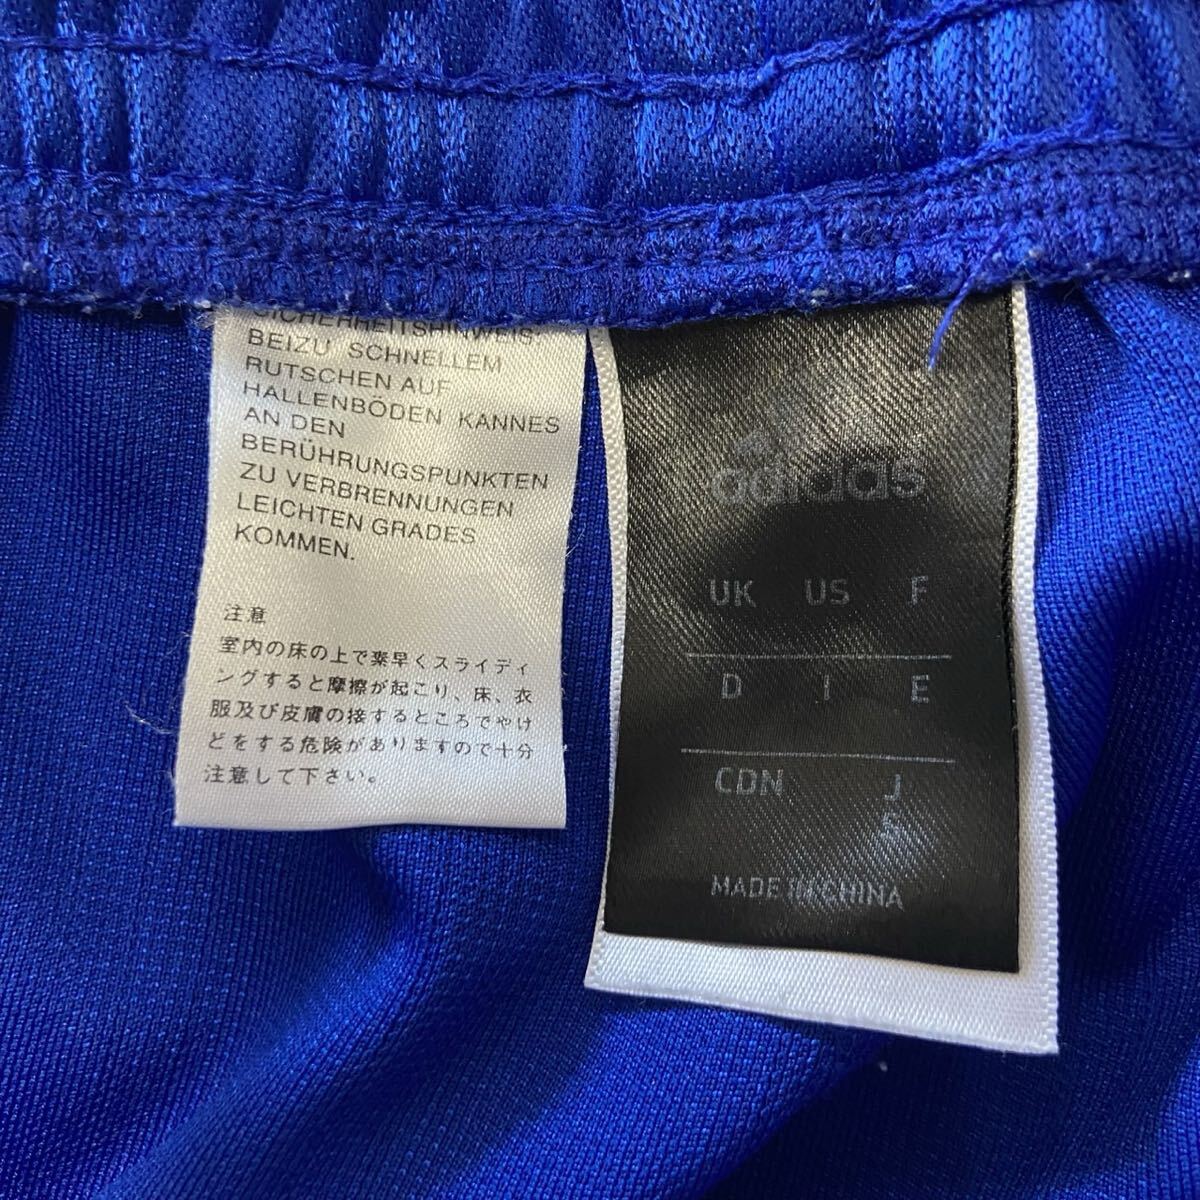 SICHERHEITSHINWEIS
BEIZU SCHNELLEM
RUTSCHEN AUF
HALLENBÖDEN KANNES
AN DEN
BERÜHRUNGSPUNKTEN
ZU VERBRENNUNGEN
LEICHTEN GRADES
KOMMEN.
注意
室内の床の上で素早くスライディ
ングすると摩擦が起こり、床、衣
服及び皮膚の接するところでやけ
どをする危険がありますので十分
注意して下さい。
adidas
UK US F
D I E
CDN J
MADE IN CHINA